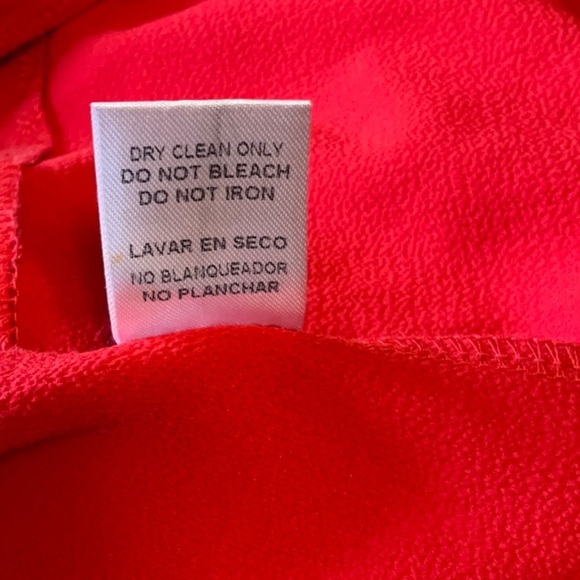 DRY CLEAN ONLY
DO NOT BLEACH
DO NOT IRON
LAVAR EN SECO
NO BLANQUEADOR
NO PLANCHAR